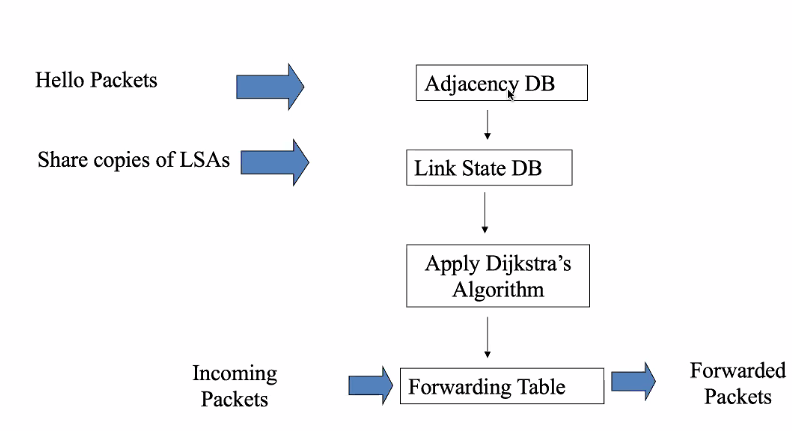 Hello Packets
Adjacency DB
Share copies of LSAs
Link State DB
Apply Dijkstra’s
Algorithm
Incoming
Packets
Forwarding Table
Forwarded
Packets